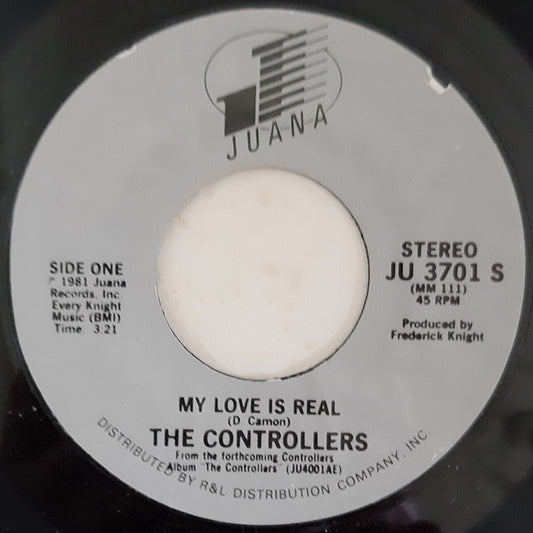 JUANA
SIDE ONE
℗ 1981 Juana
Records. Inc.
Every Knight
Music (BMI)
Time: 3.21
STEREO
JU 3701 S
(MM 111)
45 RPM
Produced by
Frederick Knight
MY LOVE IS REAL
(D. Camon)
THE CONTROLLERS
From the forthcoming Controllers
Album "The Controllers" (JU4001AE)
DISTRIBUTED BY R&L DISTRIBUTION COMPANY, INC